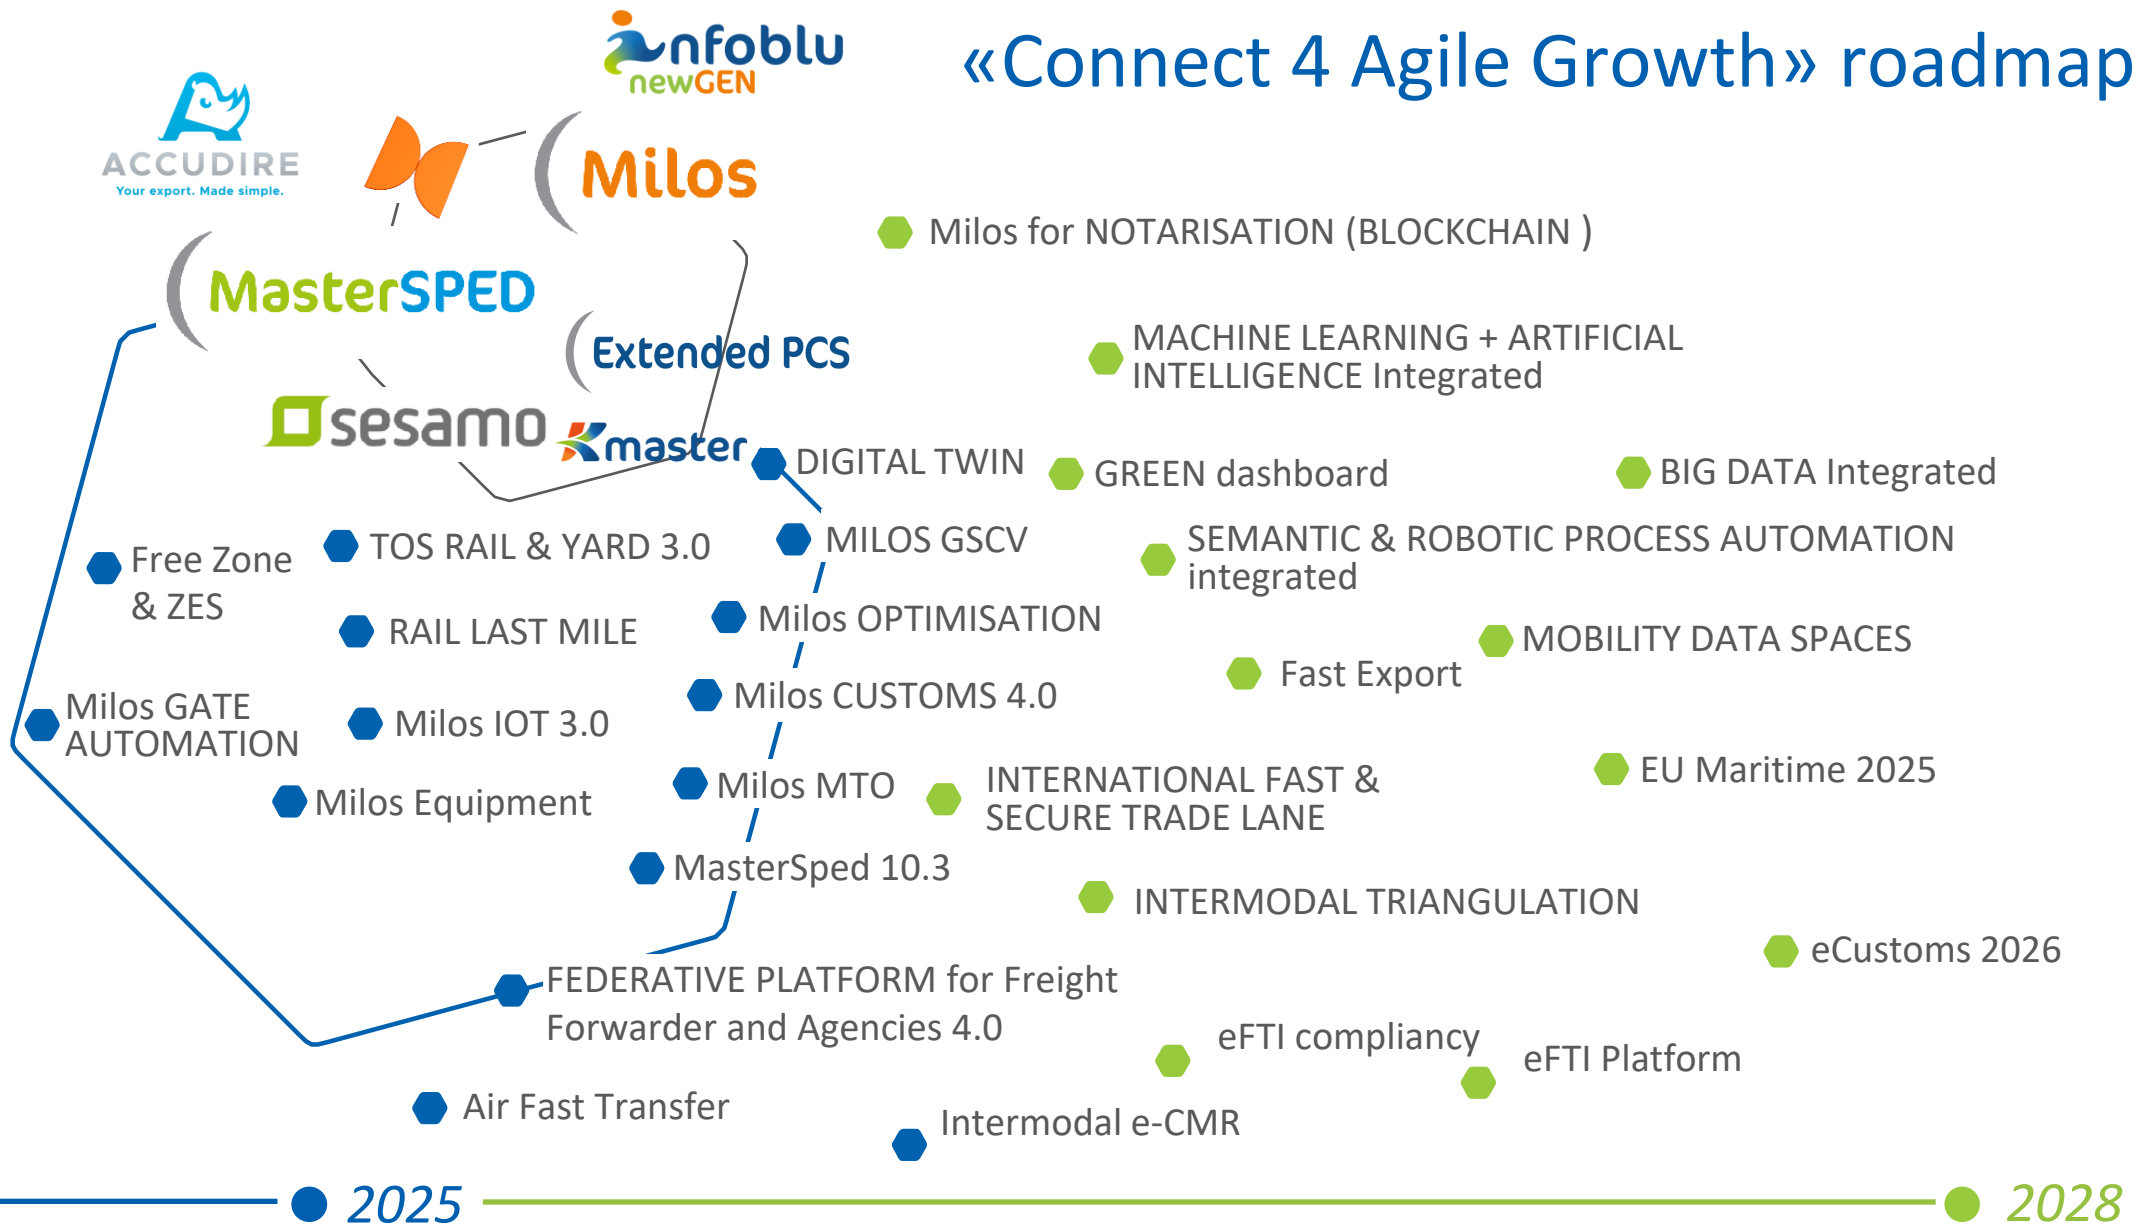 infoblu
newGEN
«Connect 4 Agile Growth» roadmap
ACCUDIRE
Your export. Made simple.
Milos
Milos for NOTARISATION (BLOCKCHAIN )
MasterSPED
Extended PCS
MACHINE LEARNING + ARTIFICIAL
INTELLIGENCE Integrated
sesamo
Kmaster
DIGITAL TWIN
GREEN dashboard
BIG DATA Integrated
Free Zone
& ZES
TOS RAIL & YARD 3.0
MILOS GSCV
SEMANTIC & ROBOTIC PROCESS AUTOMATION
integrated
RAIL LAST MILE
Milos OPTIMISATION
MOBILITY DATA SPACES
Fast Export
Milos GATE
AUTOMATION
Milos IOT 3.0
Milos CUSTOMS 4.0
Milos Equipment
Milos MTO
INTERNATIONAL FAST &
SECURE TRADE LANE
EU Maritime 2025
MasterSped 10.3
INTERMODAL TRIANGULATION
eCustoms 2026
FEDERATIVE PLATFORM for Freight
Forwarder and Agencies 4.0
eFTI compliancy
eFTI Platform
Air Fast Transfer
Intermodal e-CMR
2025
2028